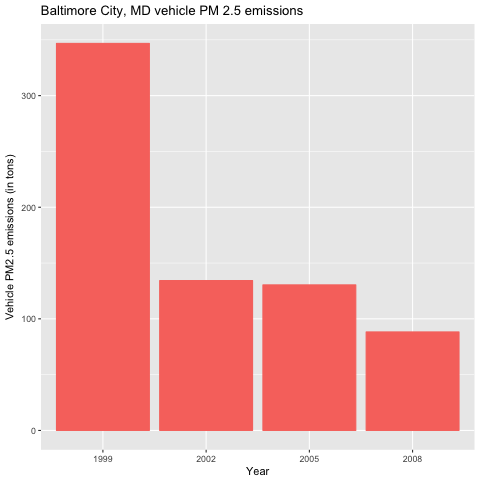 Baltimore City, MD vehicle PM 2.5 emissions
Vehicle PM2.5 emissions (in tons)
300
200
100
0
1999 2002 2005 2008
Year